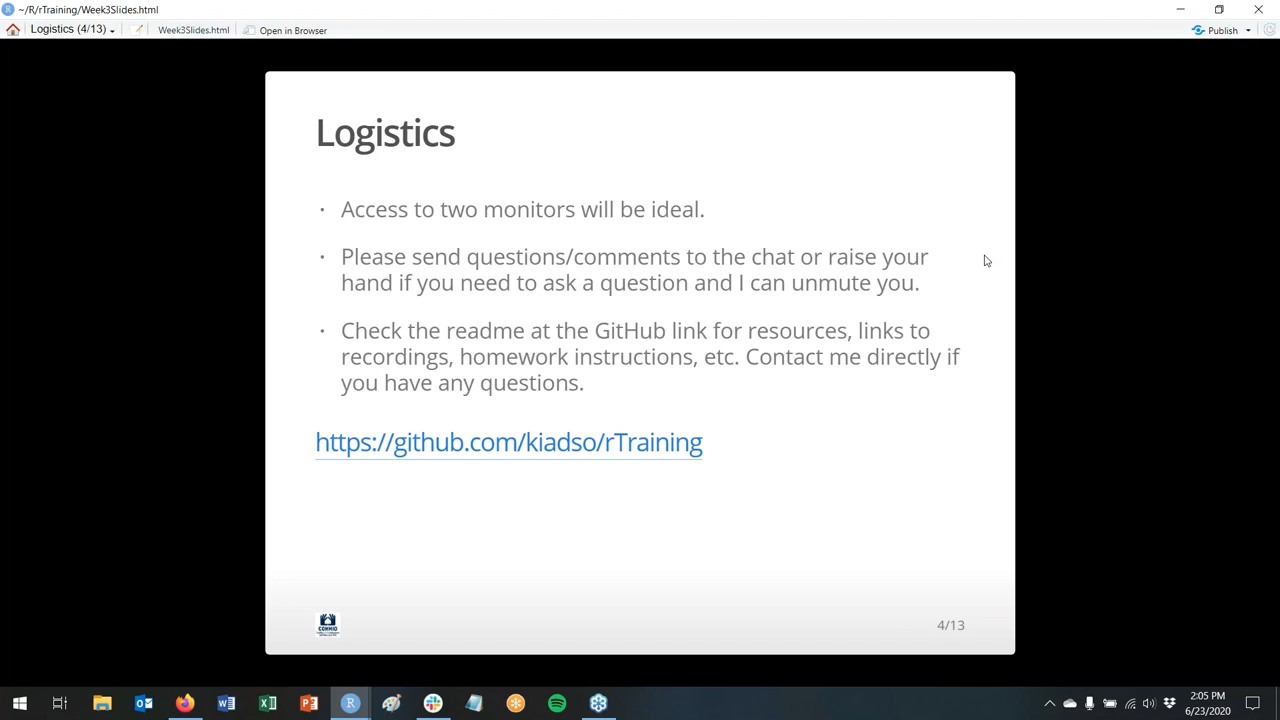 ~/R/rTraining/Week3Slides.html
Logistics (4/13)
Week3Slides.html
Open in Browser
Publish
Logistics
· Access to two monitors will be ideal.
· Please send questions/comments to the chat or raise your
hand if you need to ask a question and I can unmute you.
· Check the readme at the GitHub link for resources, links to
recordings, homework instructions, etc. Contact me directly if
you have any questions.
https://github.com/kiadso/rTraining
4/13
2:05 PM
6/23/2020